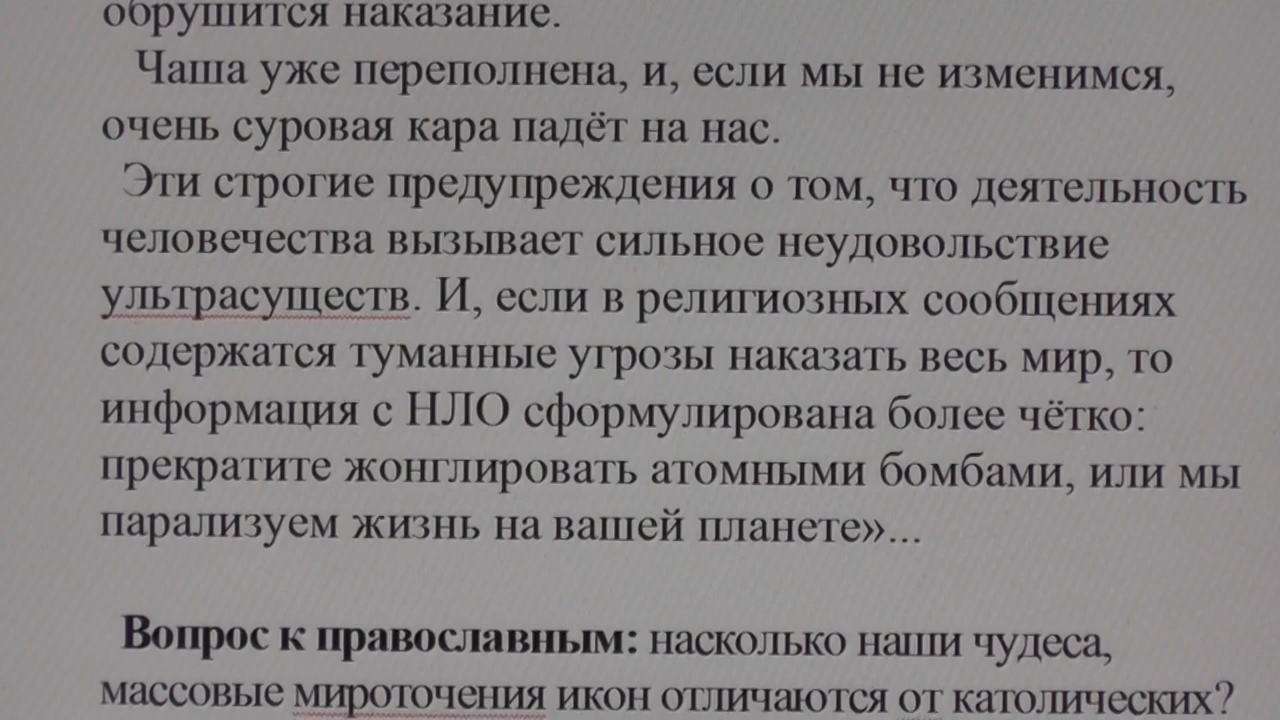 обрушится наказание.
Чаша уже переполнена, и, если мы не изменимся,
очень суровая кара падёт на нас.
Эти строгие предупреждения о том, что деятельность
человечества вызывает сильное неудовольствие
ультрасуществ. И, если в религиозных сообщениях
содержатся туманные угрозы наказать весь мир, то
информация с НЛО сформулирована более чётко:
прекратите жонглировать атомными бомбами, или мы
парализуем жизнь на вашей планете»...
Вопрос к православным: насколько наши чудеса,
массовые мироточения икон отличаются от католических?